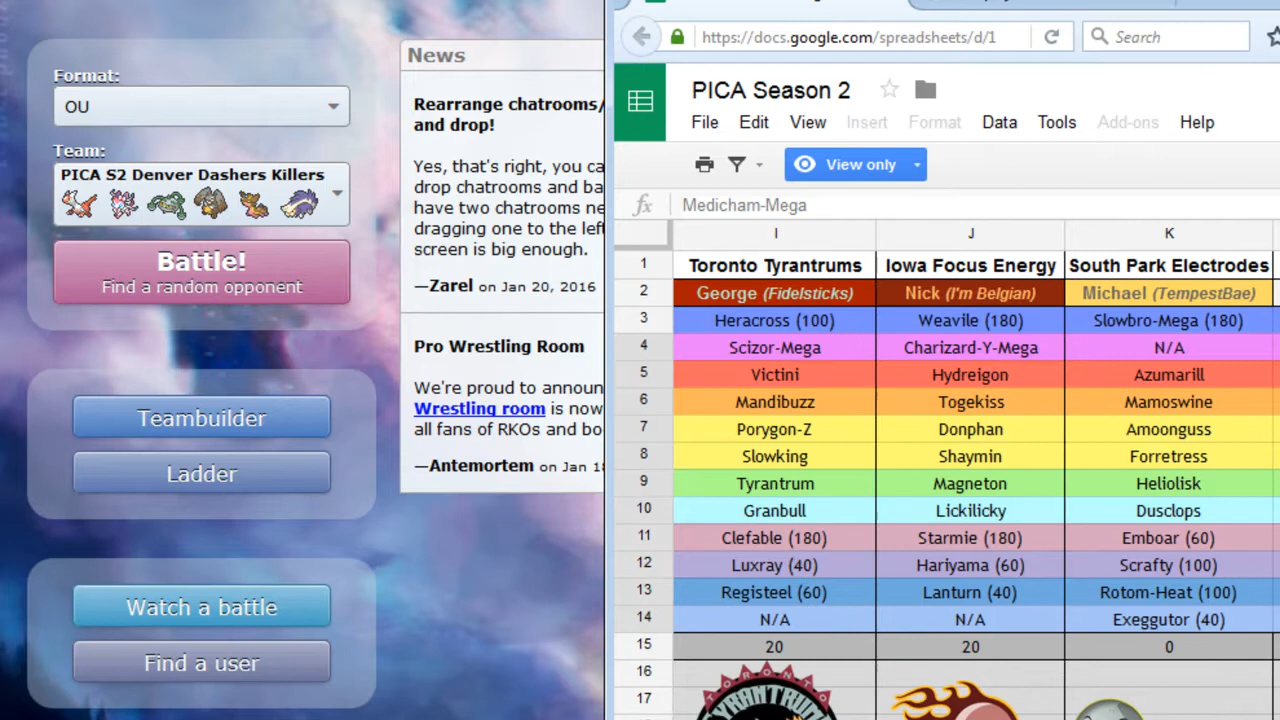 Format:
OU
Team:
PICA S2 Denver Dashers Killers
Battle!
Find a random opponent
Teambuilder
Ladder
Watch a battle
Find a user
News
Rearrange chatrooms/
and drop!
Yes, that's right, you ca
drop chatrooms and ba
have two chatrooms ne
dragging one to the left
screen is big enough.
—Zarel on Jan 20, 2016
Pro Wrestling Room
We're proud to announ
Wrestling room is now
all fans of RKOs and bo
—Antemortem on Jan 18
https://docs.google.com/spreadsheets/d/1
Search
PICA Season 2
File Edit View Insert Format Data Tools Add-ons Help
View only
fx Medicham-Mega
I J K
1 Toronto Tyrantrums Iowa Focus Energy South Park Electrodes
2 George (Fidelsticks) Nick (I'm Belgian) Michael (TempestBae)
3 Heracross (100) Weavile (180) Slowbro-Mega (180)
4 Scizor-Mega Charizard-Y-Mega N/A
5 Victini Hydreigon Azumarill
6 Mandibuzz Togekiss Mamoswine
7 Porygon-Z Donphan Amoonguss
8 Slowking Shaymin Forretress
9 Tyrantrum Magneton Heliolisk
10 Granbull Lickilicky Dusclops
11 Clefable (180) Starmie (180) Emboar (60)
12 Luxray (40) Hariyama (60) Scrafty (100)
13 Registeel (60) Lanturn (40) Rotom-Heat (100)
14 N/A N/A Exeggutor (40)
15 20 20 0
16
17
TORONTO
TYRANTRUMS